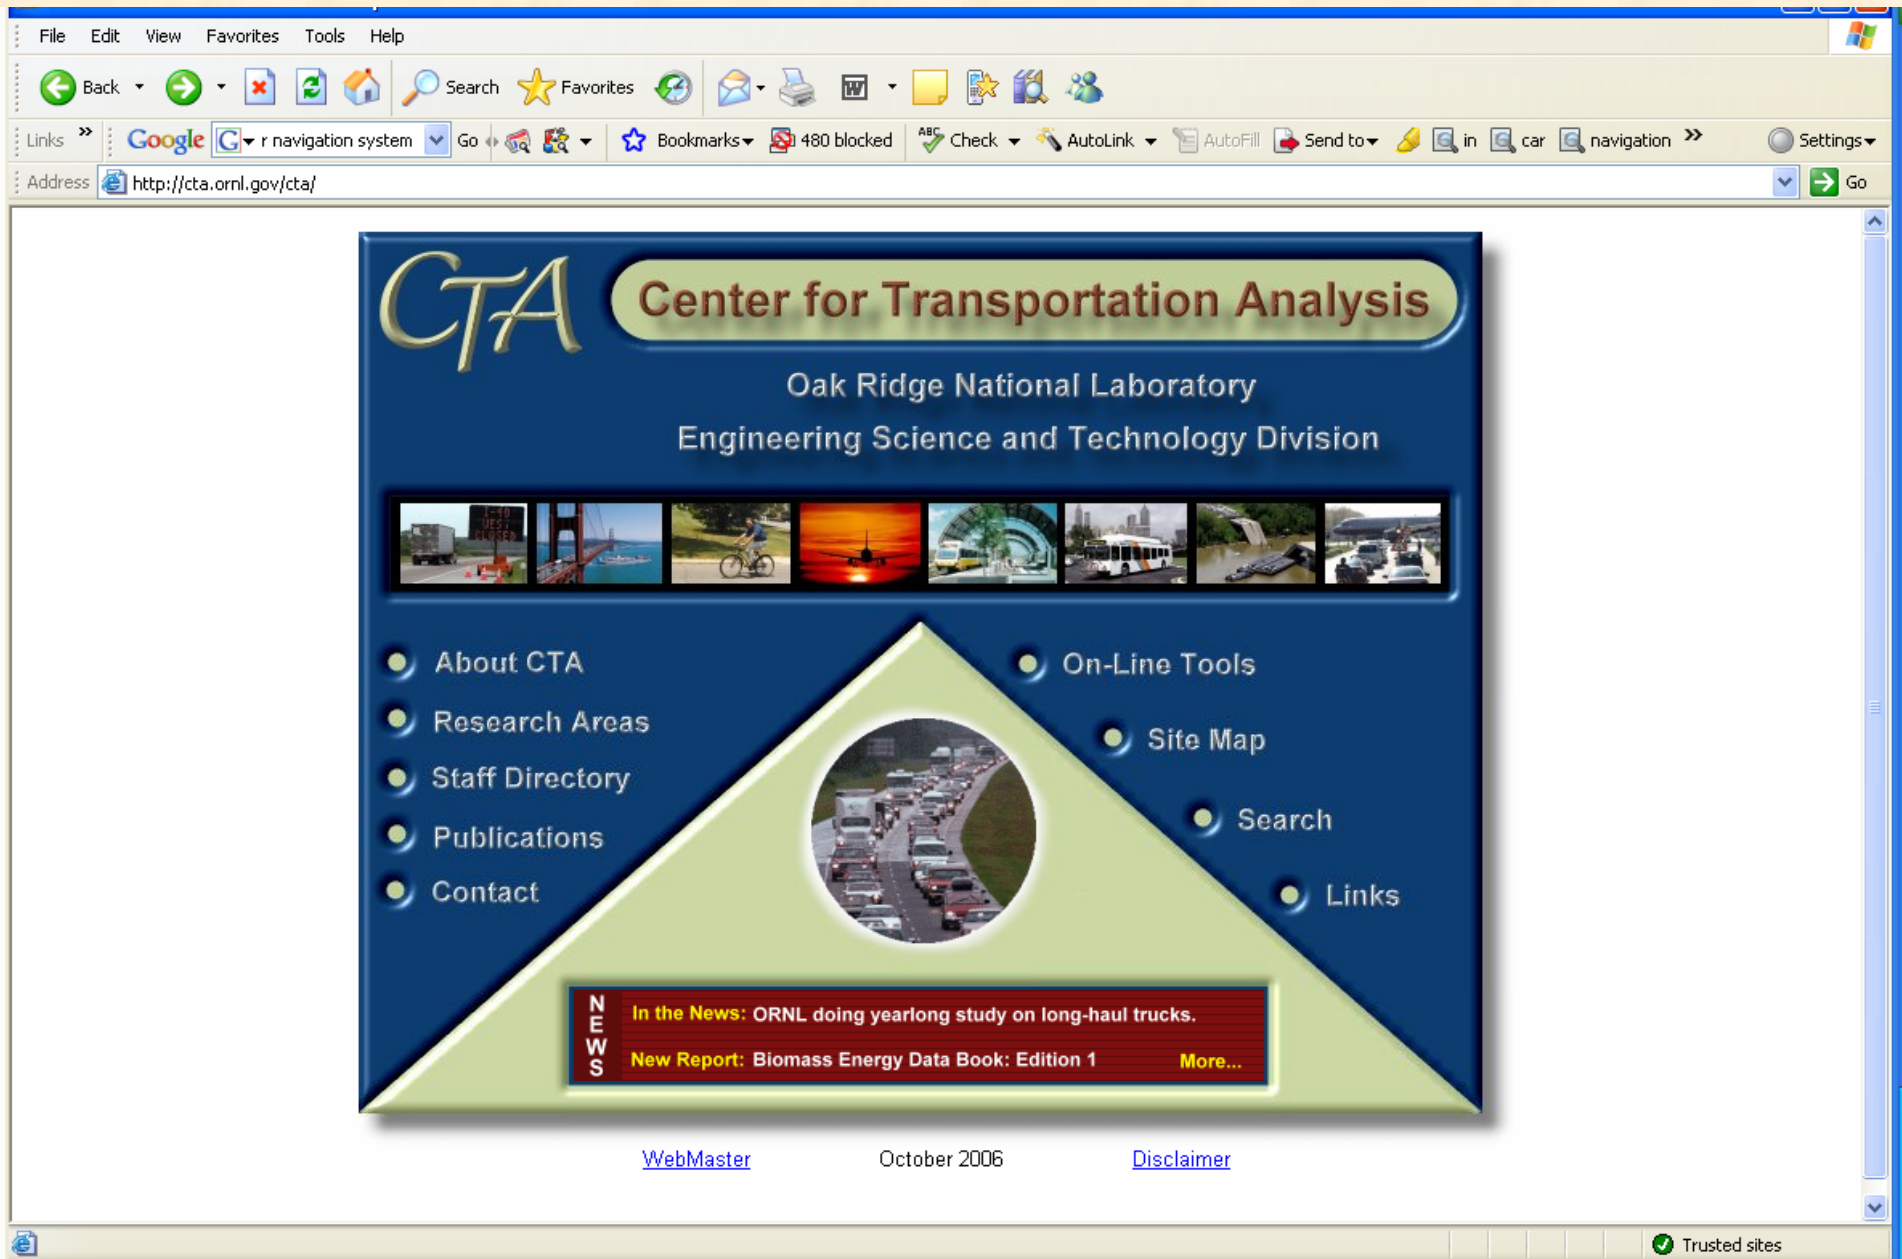 File Edit View Favorites Tools Help
Back Search Favorites
Links Google r navigation system Go Bookmarks 480 blocked Check AutoLink AutoFill Send to in car navigation Settings
Address http://cta.ornl.gov/cta/ Go
CTA Center for Transportation Analysis
Oak Ridge National Laboratory
Engineering Science and Technology Division
I-40
CLOSED
About CTA
On-Line Tools
Research Areas
Site Map
Staff Directory
Search
Publications
Contact
Links
NEWS
In the News: ORNL doing yearlong study on long-haul trucks.
New Report: Biomass Energy Data Book: Edition 1 More...
WebMaster October 2006 Disclaimer
Trusted sites